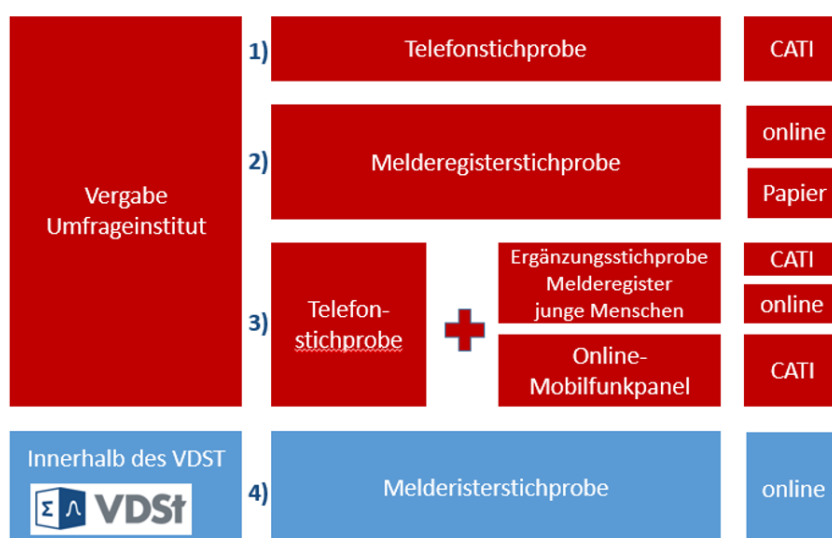 Vergabe
Umfrageinstitut
1)
Telefonstichprobe
CATI
2)
Melderegisterstichprobe
online
Papier
3)
Telefon-
stichprobe
Ergänzungsstichprobe
Melderegister
junge Menschen
CATI
online
Online-
Mobilfunkpanel
CATI
Innerhalb des VDST
Σ VDSt
4)
Melderisterstichprobe
online